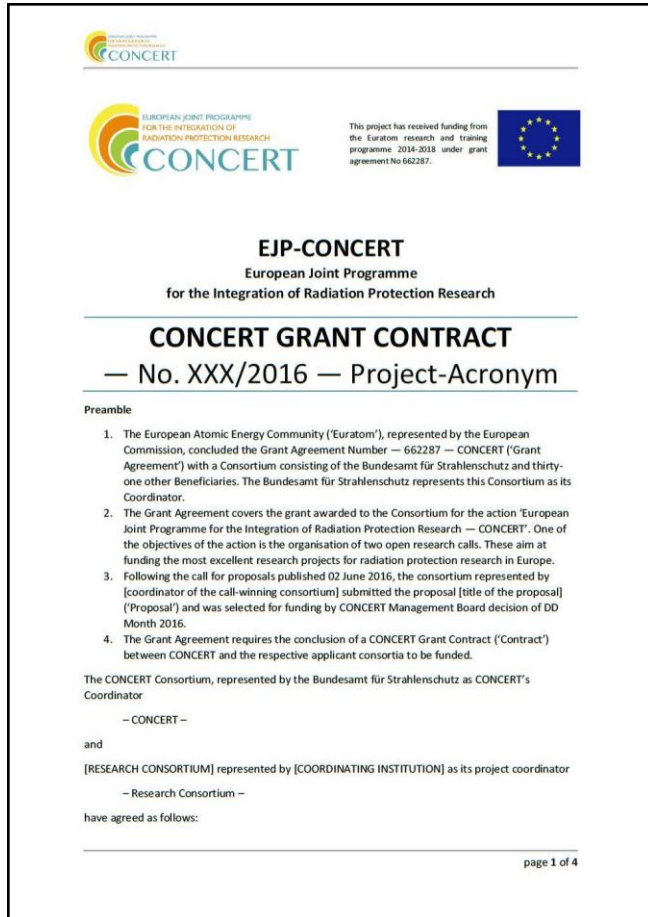 EUROPEAN JOINT PROGRAMME
FOR THE INTEGRATION OF
RADIATION PROTECTION RESEARCH
CONCERT
EUROPEAN JOINT PROGRAMME
FOR THE INTEGRATION OF
RADIATION PROTECTION RESEARCH
CONCERT
This project has received funding from
the Euratom research and training
programme 2014-2018 under grant
agreement No 662287.
EJP-CONCERT
European Joint Programme
for the Integration of Radiation Protection Research
CONCERT GRANT CONTRACT
— No. XXX/2016 — Project-Acronym
Preamble
1. The European Atomic Energy Community (‘Euratom’), represented by the European
Commission, concluded the Grant Agreement Number — 662287 — CONCERT (‘Grant
Agreement’) with a Consortium consisting of the Bundesamt für Strahlenschutz and thirty-
one other Beneficiaries. The Bundesamt für Strahlenschutz represents this Consortium as its
Coordinator.
2. The Grant Agreement covers the grant awarded to the Consortium for the action ‘European
Joint Programme for the Integration of Radiation Protection Research — CONCERT’. One of
the objectives of the action is the organisation of two open research calls. These aim at
funding the most excellent research projects for radiation protection research in Europe.
3. Following the call for proposals published 02 June 2016, the consortium represented by
[coordinator of the call-winning consortium] submitted the proposal [title of the proposal]
(‘Proposal’) and was selected for funding by CONCERT Management Board decision of DD
Month 2016.
4. The Grant Agreement requires the conclusion of a CONCERT Grant Contract (‘Contract’)
between CONCERT and the respective applicant consortia to be funded.
The CONCERT Consortium, represented by the Bundesamt für Strahlenschutz as CONCERT’s
Coordinator
– CONCERT –
and
[RESEARCH CONSORTIUM] represented by [COORDINATING INSTITUTION] as its project coordinator
– Research Consortium –
have agreed as follows:
page 1 of 4